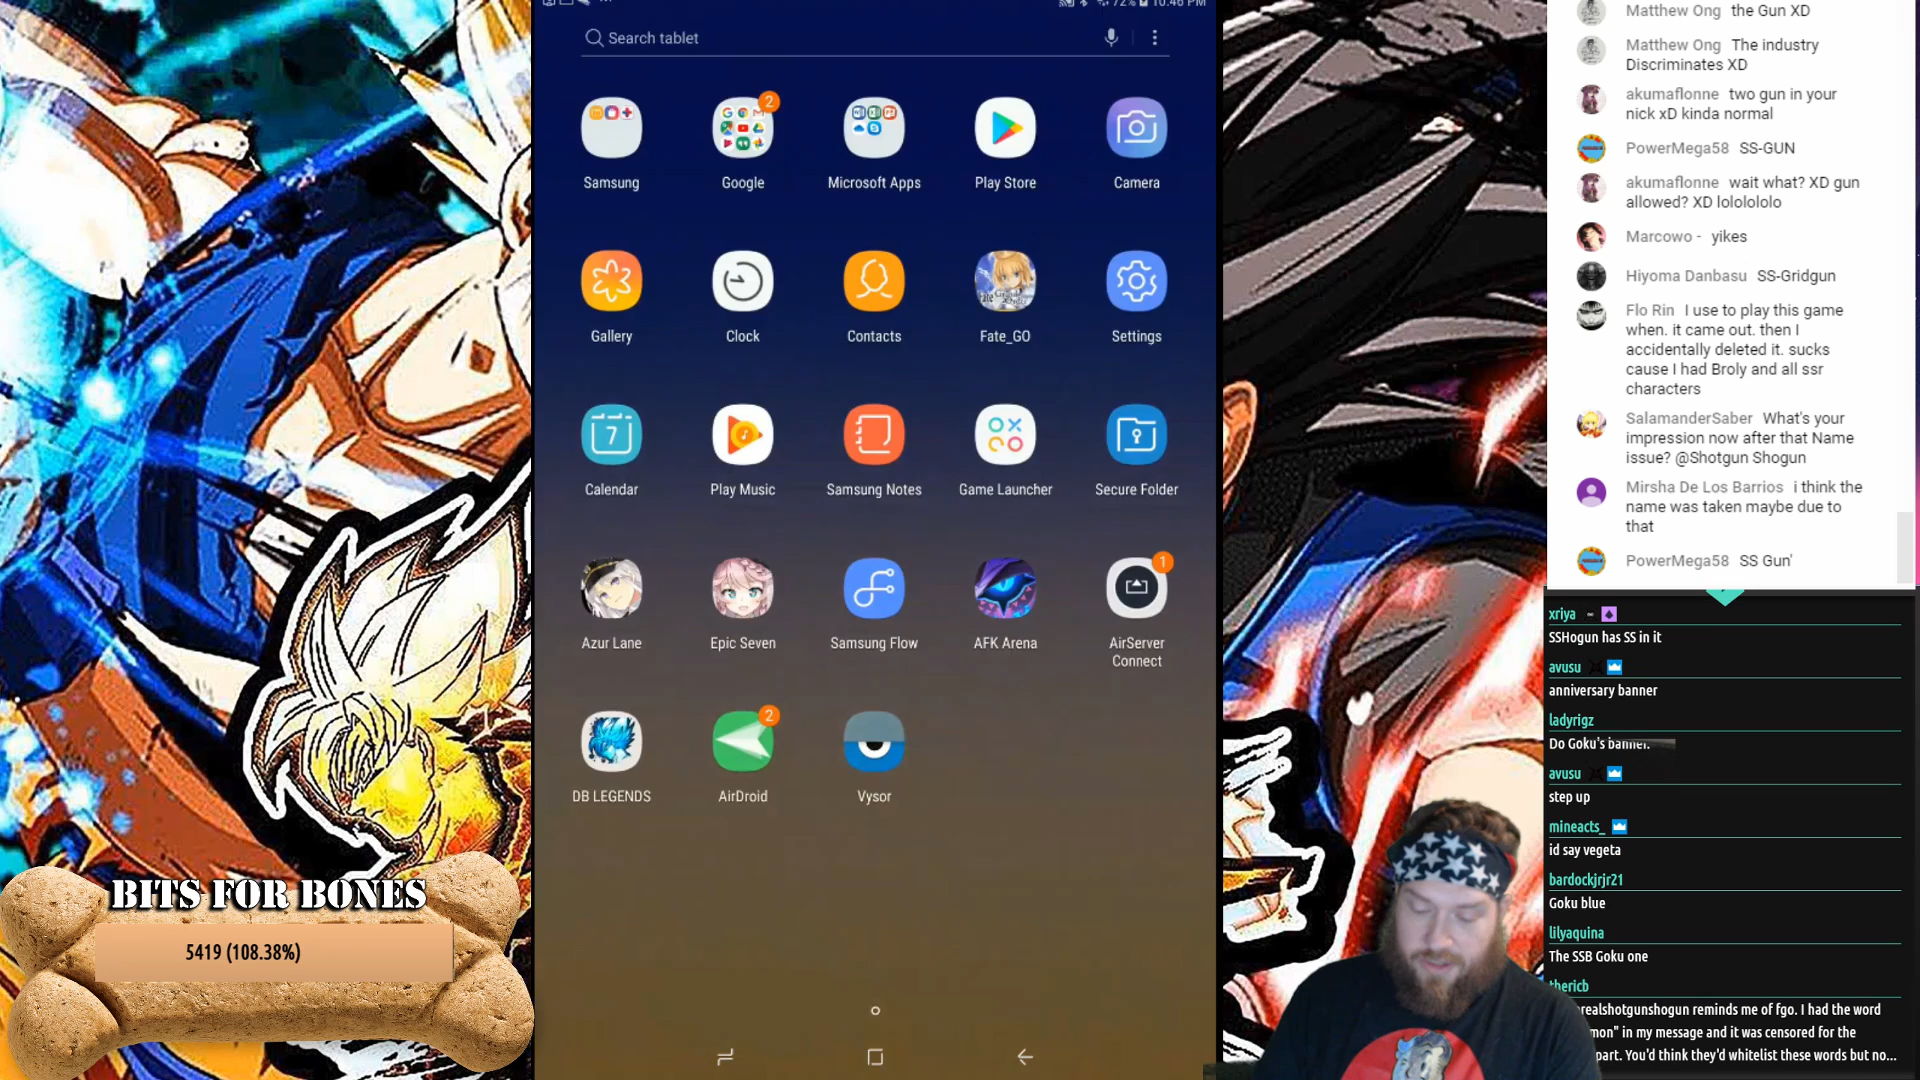 72% 10:46 PM
Search tablet
2
Samsung
Google
Microsoft Apps
Play Store
Camera
Gallery
Clock
Contacts
Fate_GO
Settings
7
Calendar
Play Music
Samsung Notes
Game Launcher
Secure Folder
1
Azur Lane
Epic Seven
Samsung Flow
AFK Arena
AirServer
Connect
2
DB LEGENDS
AirDroid
Vysor
BITS FOR BONES
5419 (108.38%)
Matthew Ong the Gun XD
Matthew Ong The industry
Discriminates XD
akumaflonne two gun in your
nick xD kinda normal
PowerMega58 SS-GUN
akumaflonne wait what? XD gun
allowed? XD lolololol​o
Marcowo - yikes
Hiyoma Danbasu SS-Gridgun
Flo Rin I use to play this game
when. it came out. then I
accidentally deleted it. sucks
cause I had Broly and all ssr
characters
SalamanderSaber What's your
impression now after that Name
issue? @Shotgun Shogun
Mirsha De Los Barrios i think the
name was taken maybe due to
that
PowerMega58 SS Gun'
xriya
SSHogun has SS in it
avusu
anniversary banner
ladyrigz
Do Goku's banner.
avusu
step up
mineacts_
id say vegeta
bardockjrjr21
Goku blue
lilyaquina
The SSB Goku one
thericb
realshotgunshogun reminds me of fgo. I had the word
mon" in my message and it was censored for the
part. You'd think they'd whitelist these words but no...